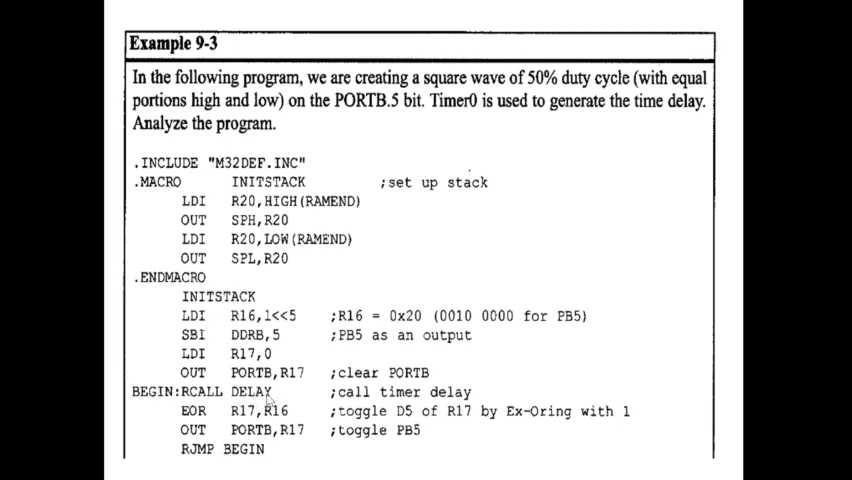 Example 9-3
In the following program, we are creating a square wave of 50% duty cycle (with equal
portions high and low) on the PORTB.5 bit. Timer0 is used to generate the time delay.
Analyze the program.
.INCLUDE "M32DEF.INC"
.MACRO INITSTACK ;set up stack
LDI R20,HIGH(RAMEND)
OUT SPH,R20
LDI R20,LOW(RAMEND)
OUT SPL,R20
.ENDMACRO
INITSTACK
LDI R16,1<<5 ;R16 = 0x20 (0010 0000 for PB5)
SBI DDRB,5 ;PB5 as an output
LDI R17,0
OUT PORTB,R17 ;clear PORTB
BEGIN:RCALL DELAY ;call timer delay
EOR R17,R16 ;toggle D5 of R17 by Ex-Oring with 1
OUT PORTB,R17 ;toggle PB5
RJMP BEGIN